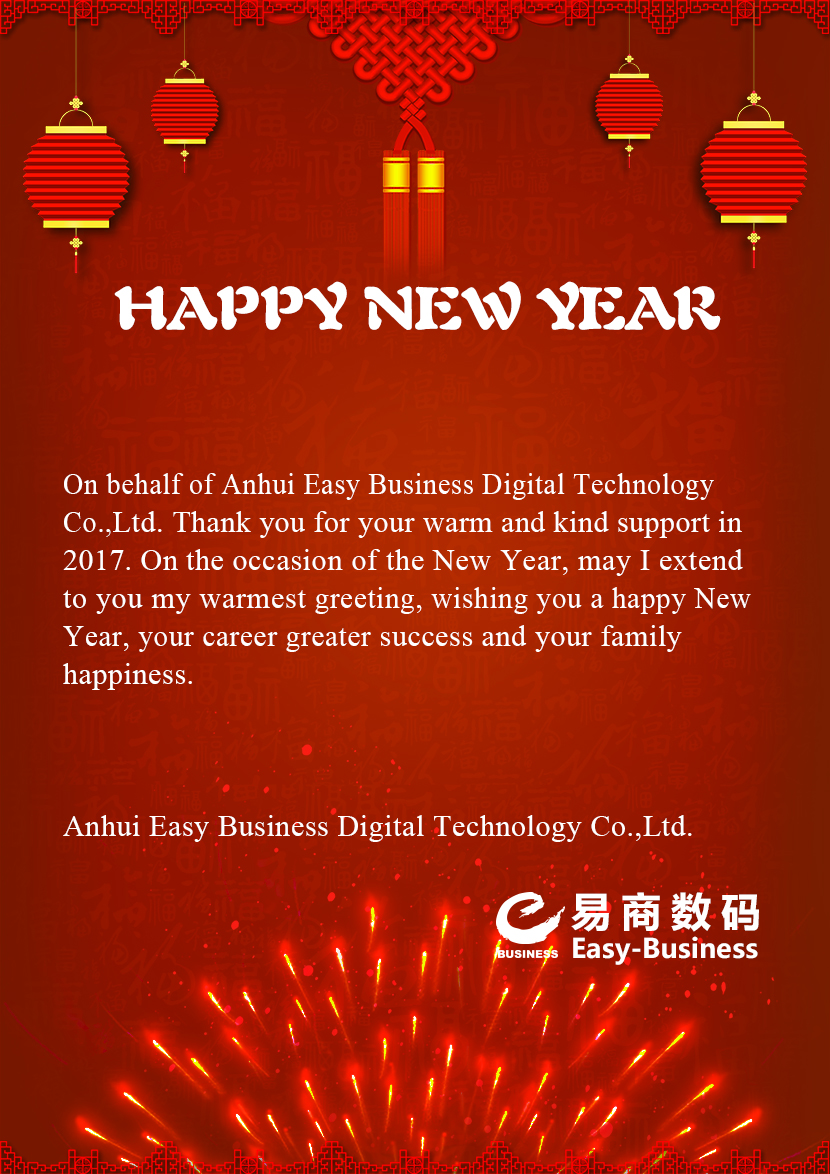 HAPPY NEW YEAR
On behalf of Anhui Easy Business Digital Technology
Co.,Ltd. Thank you for your warm and kind support in
2017. On the occasion of the New Year, may I extend
to you my warmest greeting, wishing you a happy New
Year, your career greater success and your family
happiness.
Anhui Easy Business Digital Technology Co.,Ltd.
易商数码
BUSINESS Easy-Business